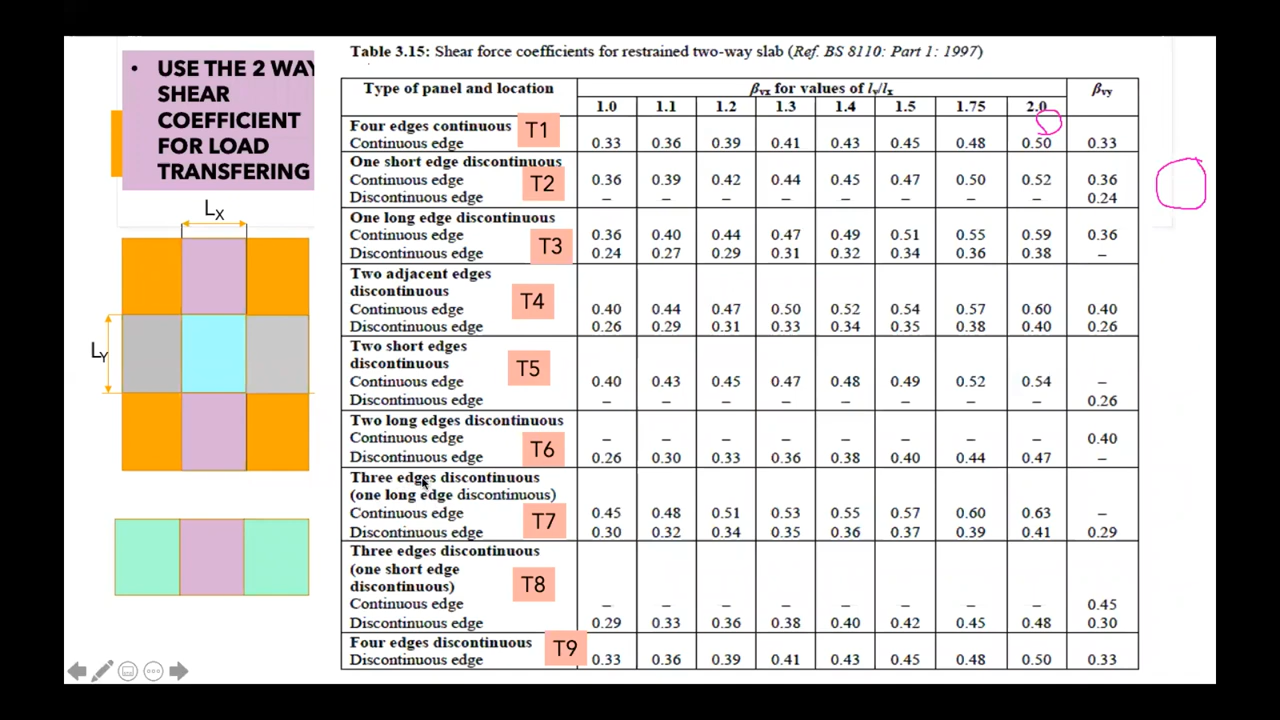 • USE THE 2 WAY
SHEAR
COEFFICIENT
FOR LOAD
TRANSFERING
LX
LY
Table 3.15: Shear force coefficients for restrained two-way slab (Ref. BS 8110: Part 1: 1997)
Type of panel and location βvx for values of ly/lx βvy
1.0 1.1 1.2 1.3 1.4 1.5 1.75 2.0
Four edges continuous T1
Continuous edge 0.33 0.36 0.39 0.41 0.43 0.45 0.48 0.50 0.33
One short edge discontinuous T2
Continuous edge 0.36 0.39 0.42 0.44 0.45 0.47 0.50 0.52 0.36
Discontinuous edge – – – – – – – – 0.24
One long edge discontinuous T3
Continuous edge 0.36 0.40 0.44 0.47 0.49 0.51 0.55 0.59 0.36
Discontinuous edge 0.24 0.27 0.29 0.31 0.32 0.34 0.36 0.38 –
Two adjacent edges
discontinuous T4
Continuous edge 0.40 0.44 0.47 0.50 0.52 0.54 0.57 0.60 0.40
Discontinuous edge 0.26 0.29 0.31 0.33 0.34 0.35 0.38 0.40 0.26
Two short edges
discontinuous T5
Continuous edge 0.40 0.43 0.45 0.47 0.48 0.49 0.52 0.54 –
Discontinuous edge – – – – – – – – 0.26
Two long edges discontinuous
Continuous edge T6 – – – – – – – – 0.40
Discontinuous edge 0.26 0.30 0.33 0.36 0.38 0.40 0.44 0.47 –
Three edges discontinuous
(one long edge discontinuous)
Continuous edge T7 0.45 0.48 0.51 0.53 0.55 0.57 0.60 0.63 –
Discontinuous edge 0.30 0.32 0.34 0.35 0.36 0.37 0.39 0.41 0.29
Three edges discontinuous
(one short edge
discontinuous) T8
Continuous edge – – – – – – – – 0.45
Discontinuous edge 0.29 0.33 0.36 0.38 0.40 0.42 0.45 0.48 0.30
Four edges discontinuous T9
Discontinuous edge 0.33 0.36 0.39 0.41 0.43 0.45 0.48 0.50 0.33